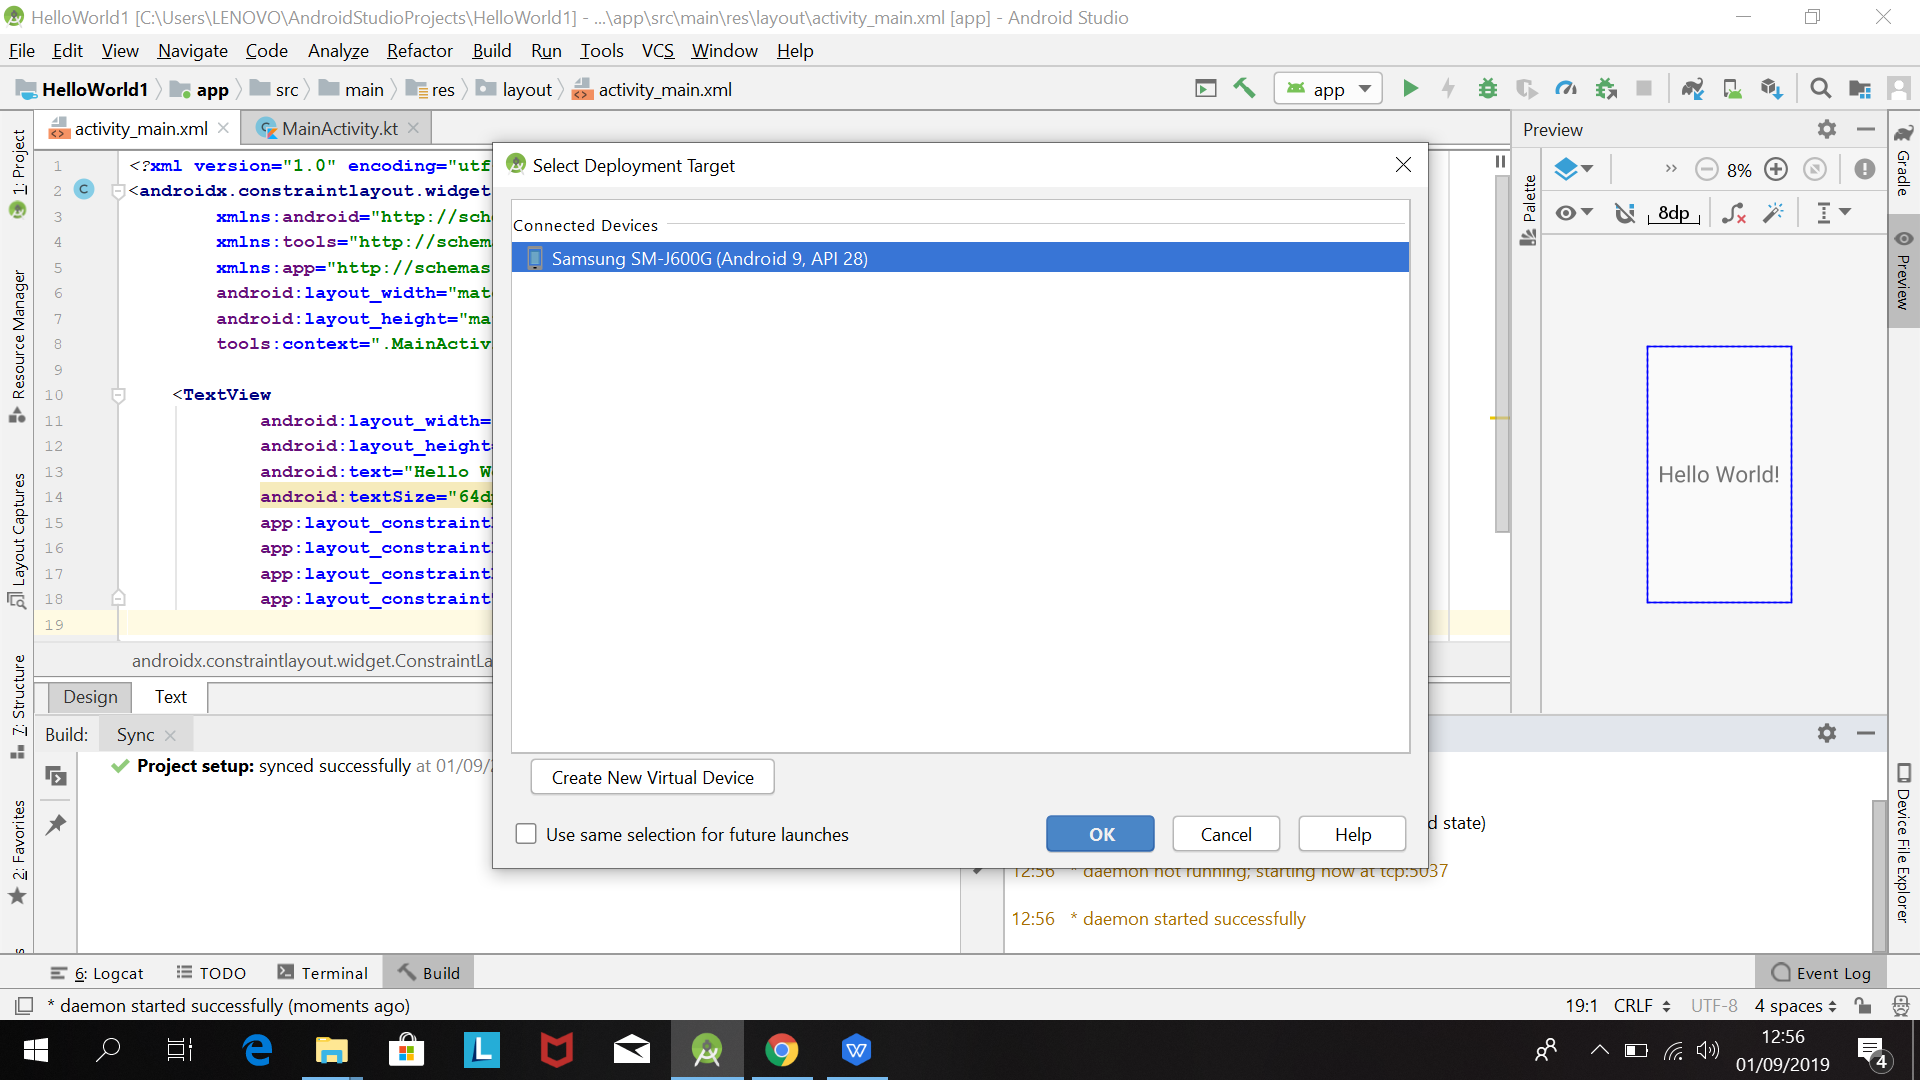 HelloWorld1 [C:\Users\LENOVO\AndroidStudioProjects\HelloWorld1] - ...\app\src\main\res\layout\activity_main.xml [app] - Android Studio
File Edit View Navigate Code Analyze Refactor Build Run Tools VCS Window Help
HelloWorld1 app src main res layout activity_main.xml
app
activity_main.xml
MainActivity.kt
Preview
1: Project
Resource Manager
Layout Captures
7: Structure
2: Favorites
1 <?xml version="1.0" encoding="utf
2 <androidx.constraintlayout.widget
3 xmlns:android="http://sch
4 xmlns:tools="http://schem
5 xmlns:app="http://schemas
6 android:layout_width="mat
7 android:layout_height="ma
8 tools:context=".MainActiv
9
10 <TextView
11 android:layout_width=
12 android:layout_height
13 android:text="Hello W
14 android:textSize="64d
15 app:layout_constraint
16 app:layout_constraint
17 app:layout_constraint
18 app:layout_constraint
19
androidx.constraintlayout.widget.ConstraintLa
Design Text
Select Deployment Target
Connected Devices
Samsung SM-J600G (Android 9, API 28)
Create New Virtual Device
Use same selection for future launches
OK
Cancel
Help
Palette
8%
8dp
Hello World!
Gradle
Preview
Device File Explorer
Build: Sync
Project setup: synced successfully at 01/09/
d state)
12:56 * daemon not running; starting now at tcp:5037
12:56 * daemon started successfully
6: Logcat TODO Terminal Build
Event Log
* daemon started successfully (moments ago)
19:1 CRLF UTF-8 4 spaces
L
W
12:56
01/09/2019
4